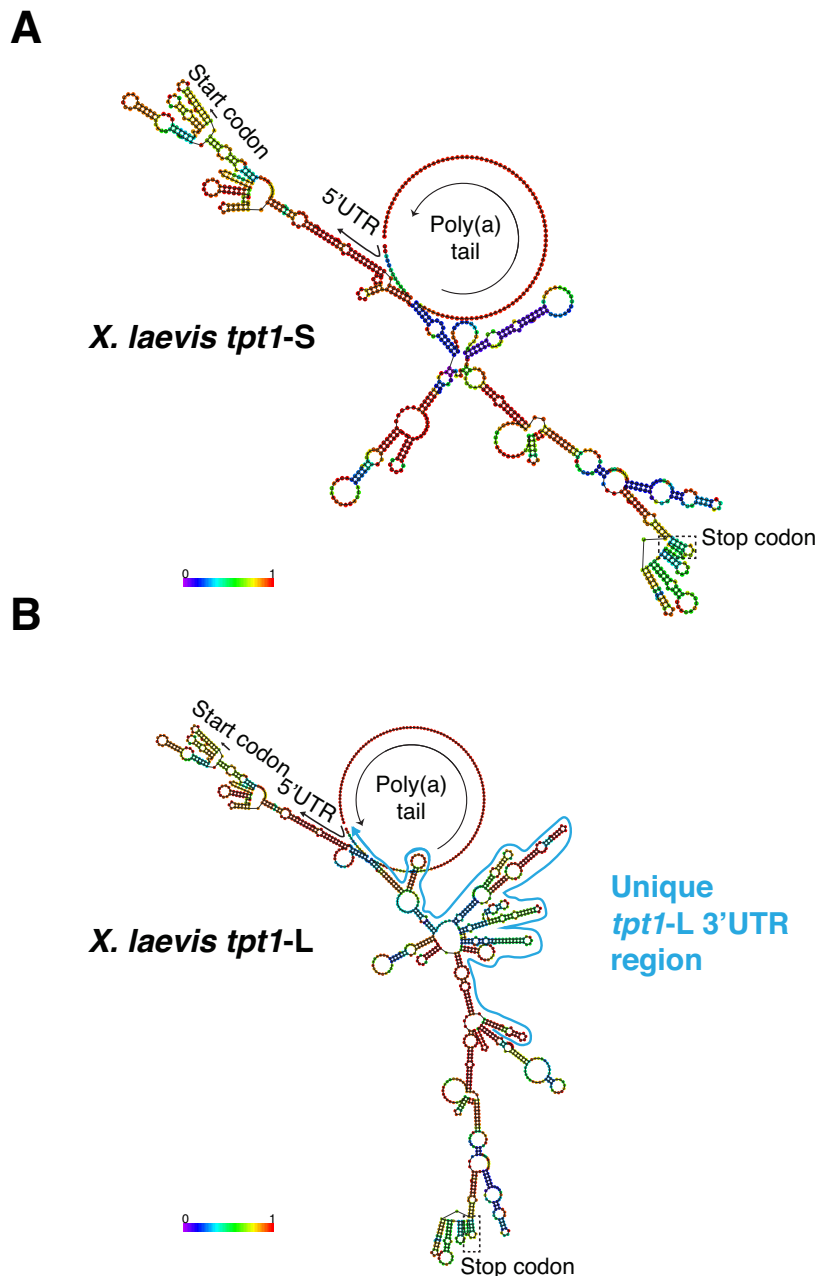 A
Start codon
5'UTR
Poly(a)
tail
X. laevis tpt1-S
Stop codon
0 1
B
Start codon
5'UTR
Poly(a)
tail
Unique
tpt1-L 3'UTR
region
X. laevis tpt1-L
0 1
Stop codon